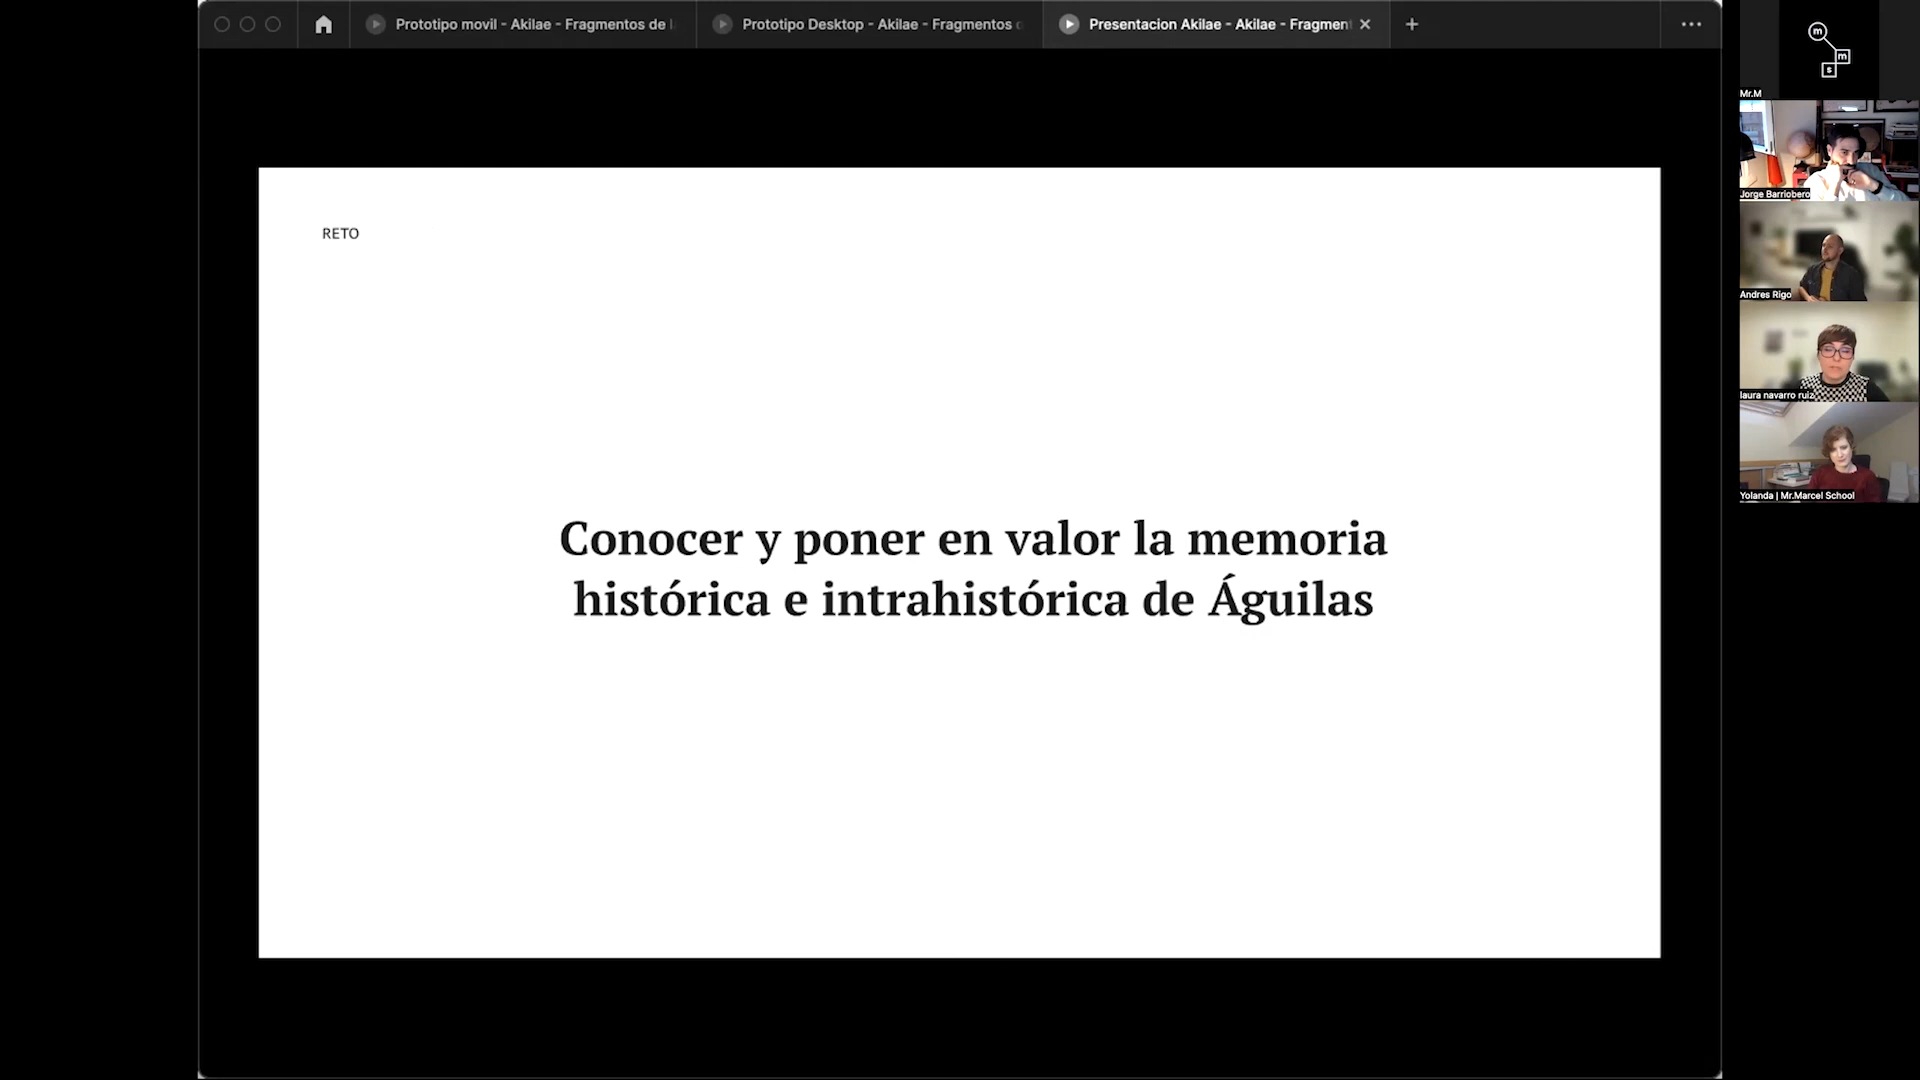 Prototipo movil - Akilae - Fragmentos de l
Prototipo Desktop - Akilae - Fragmentos
Presentacion Akilae - Akilae - Fragmen
RETO
Conocer y poner en valor la memoria
histórica e intrahistórica de Águilas
m
m
s
Mr.M
Jorge Barriobero
Andres Rigo
laura navarro ruiz
Yolanda | Mr.Marcel School